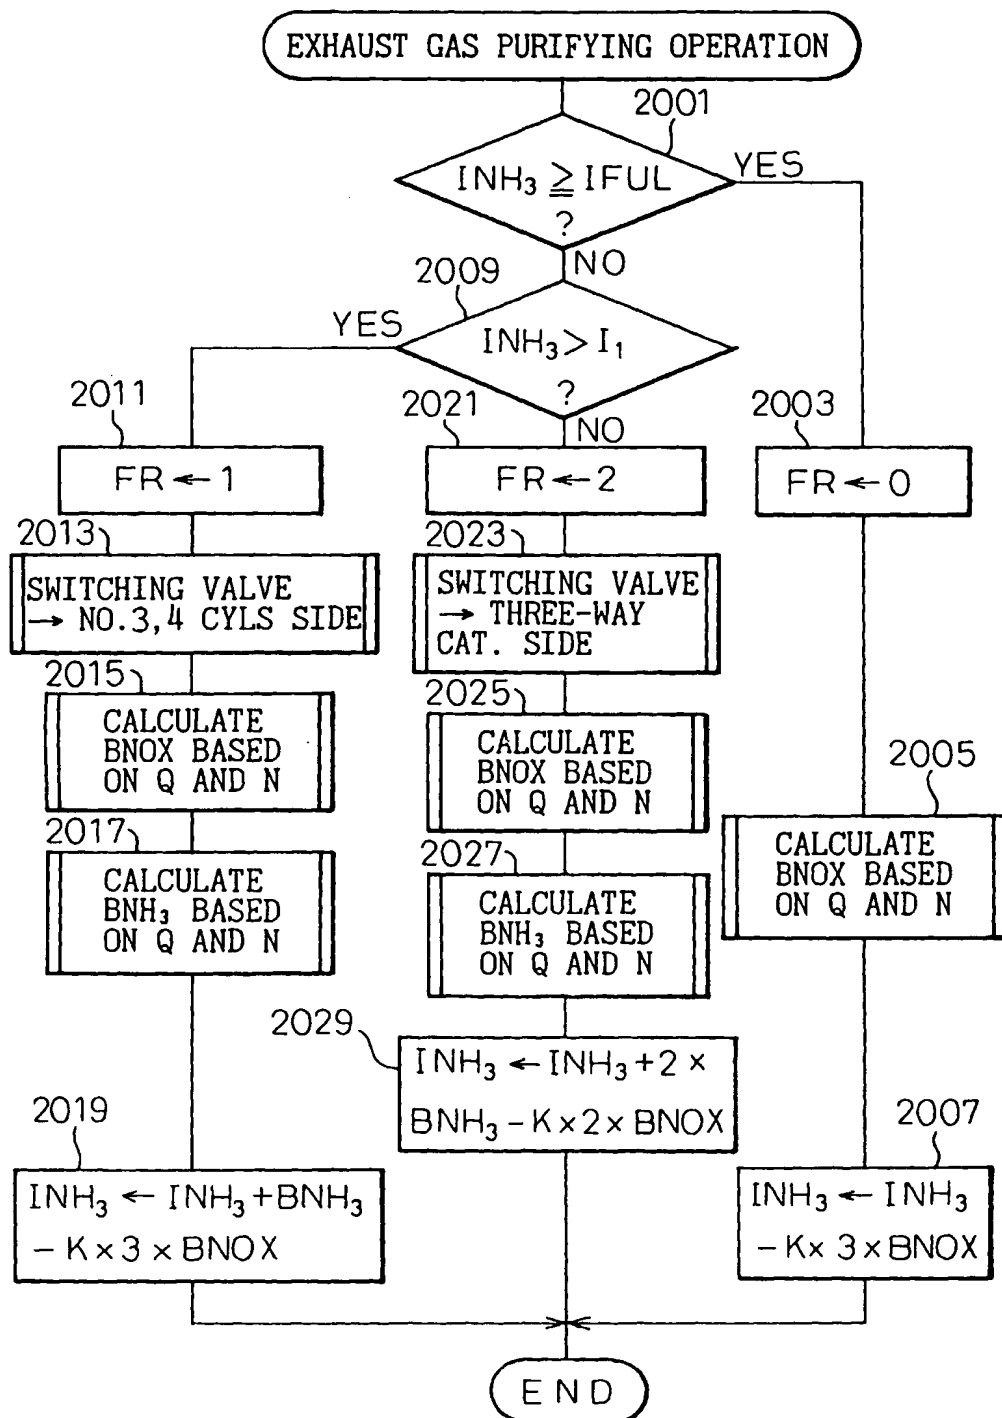 EXHAUST GAS PURIFYING OPERATION
2001
INH₃ ≧ IFUL
?
YES
NO
2009
YES
INH₃ > I₁
?
NO
2011
FR ← 1
2021
FR ← 2
2003
FR ← 0
2013
SWITCHING VALVE
→ NO.3,4 CYLS SIDE
2023
SWITCHING VALVE
→ THREE-WAY
CAT. SIDE
2015
CALCULATE
BNOX BASED
ON Q AND N
2025
CALCULATE
BNOX BASED
ON Q AND N
2005
CALCULATE
BNOX BASED
ON Q AND N
2017
CALCULATE
BNH₃ BASED
ON Q AND N
2027
CALCULATE
BNH₃ BASED
ON Q AND N
2029
INH₃ ← INH₃ + 2 ×
BNH₃ - K × 2 × BNOX
2019
INH₃ ← INH₃ + BNH₃
- K × 3 × BNOX
2007
INH₃ ← INH₃
- K × 3 × BNOX
END